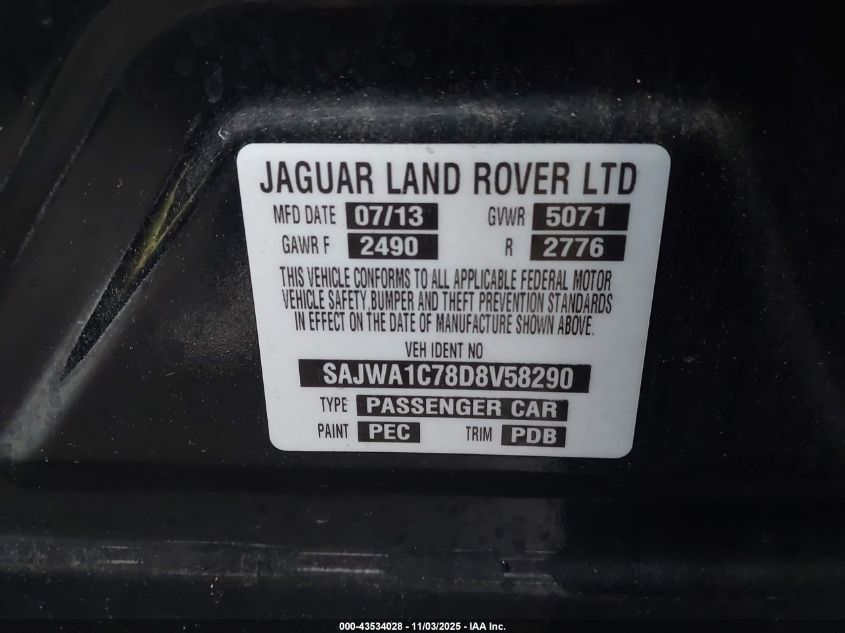 JAGUAR LAND ROVER LTD
MFD DATE 07/13 GVWR 5071
GAWR F 2490 R 2776
THIS VEHICLE CONFORMS TO ALL APPLICABLE FEDERAL MOTOR
VEHICLE SAFETY, BUMPER AND THEFT PREVENTION STANDARDS
IN EFFECT ON THE DATE OF MANUFACTURE SHOWN ABOVE.
VEH IDENT NO
SAJWA1C78D8V58290
TYPE PASSENGER CAR
PAINT PEC TRIM PDB
000-43534028 - 11/03/2025 - IAA Inc.